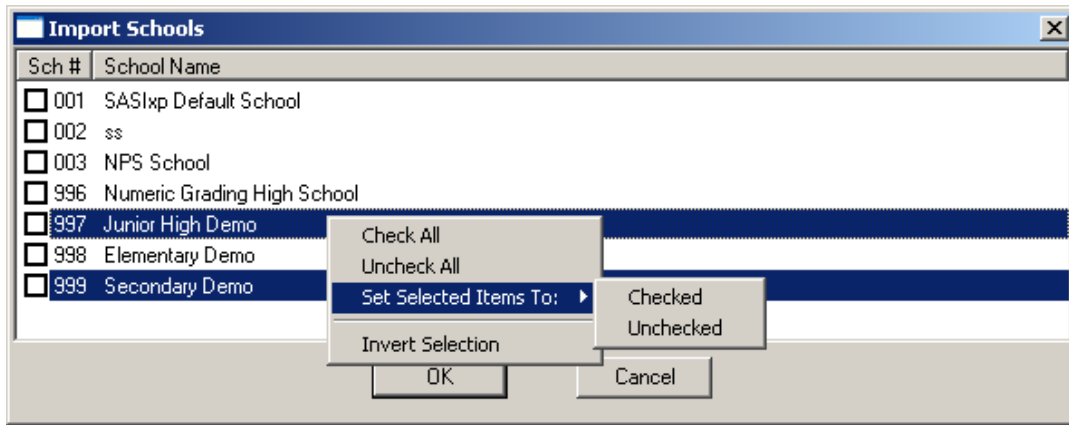 Import Schools
Sch # School Name
001 SASIxp Default School
002 ss
003 NPS School
996 Numeric Grading High School
997 Junior High Demo
998 Elementary Demo
999 Secondary Demo
Check All
Uncheck All
Set Selected Items To:
Checked
Unchecked
Invert Selection
OK Cancel